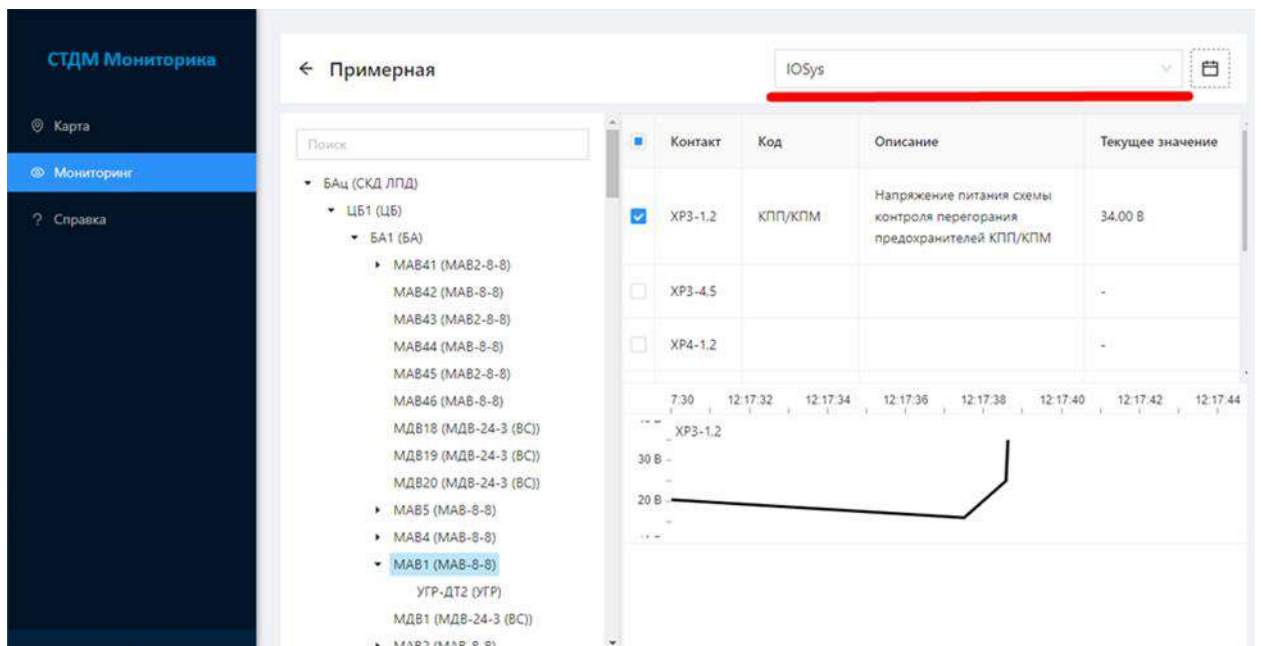 СТДМ Мониторика
Карта
Мониторинг
? Справка
← Примерная
IOSys
Поиск
БАц (СКД ЛПД)
ЦБ1 (ЦБ)
БА1 (БА)
МАВ41 (МАВ2-8-8)
МАВ42 (МАВ-8-8)
МАВ43 (МАВ2-8-8)
МАВ44 (МАВ-8-8)
МАВ45 (МАВ2-8-8)
МАВ46 (МАВ-8-8)
МДВ18 (МДВ-24-3 (ВС))
МДВ19 (МДВ-24-3 (ВС))
МДВ20 (МДВ-24-3 (ВС))
МАВ5 (МАВ-8-8)
МАВ4 (МАВ-8-8)
МАВ1 (МАВ-8-8)
УГР-ДТ2 (УГР)
МДВ1 (МДВ-24-3 (ВС))
Контакт Код Описание Текущее значение
ХР3-1,2 КПП/КПМ Напряжение питания схемы
контроля перегорания
предохранителей КПП/КПМ 34.00 В
ХР3-4,5 -
ХР4-1,2 -
7:30 12:17:32 12:17:34 12:17:36 12:17:38 12:17:40 12:17:42 12:17:44
ХР3-1,2
30 В
20 В